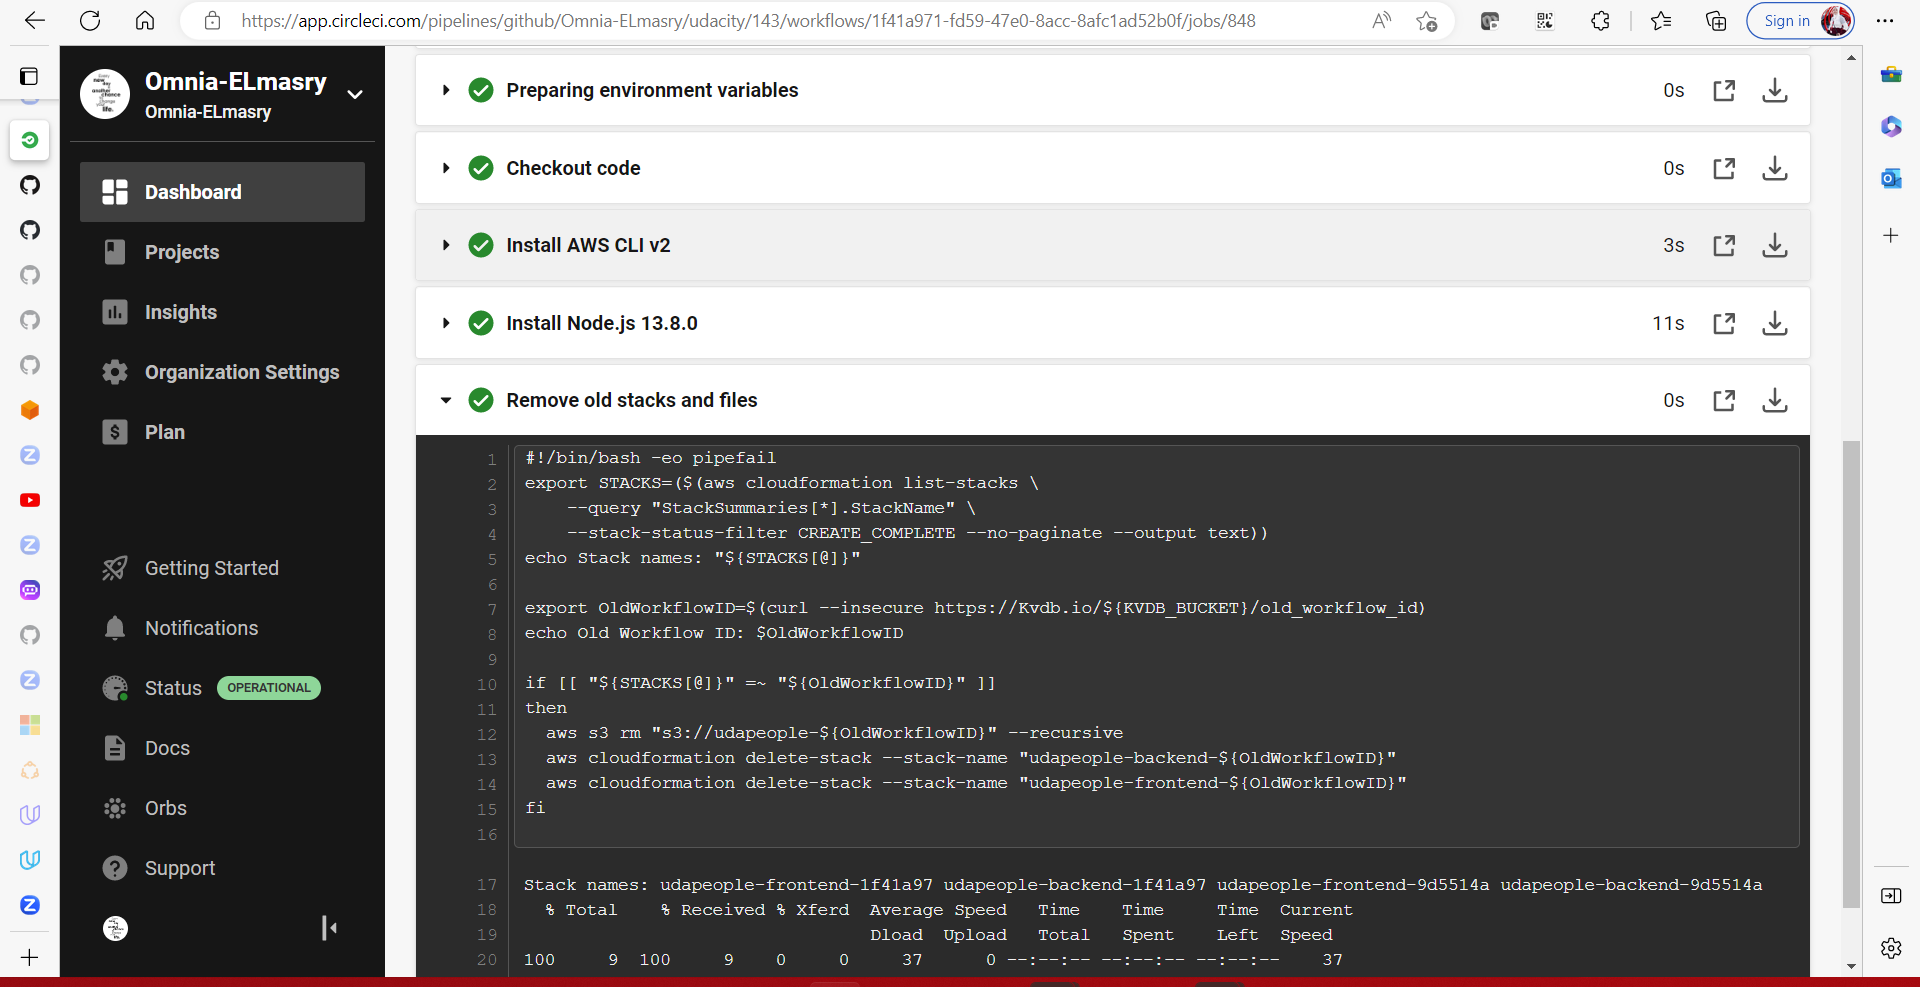 https://app.circleci.com/pipelines/github/Omnia-ELmasry/udacity/143/workflows/1f41a971-fd59-47e0-8acc-8afc1ad52b0f/jobs/848
Sign in
Omnia-ELmasry
Omnia-ELmasry
Dashboard
Projects
Insights
Organization Settings
Plan
Getting Started
Notifications
Status OPERATIONAL
Docs
Orbs
Support
Preparing environment variables 0s
Checkout code 0s
Install AWS CLI v2 3s
Install Node.js 13.8.0 11s
Remove old stacks and files 0s
1 #!/bin/bash -eo pipefail
2 export STACKS=($(aws cloudformation list-stacks \
3 --query "StackSummaries[*].StackName" \
4 --stack-status-filter CREATE_COMPLETE --no-paginate --output text))
5 echo Stack names: "${STACKS[@]}"
6
7 export OldWorkflowID=$(curl --insecure https://Kvdb.io/${KVDB_BUCKET}/old_workflow_id)
8 echo Old Workflow ID: $OldWorkflowID
9
10 if [[ "${STACKS[@]}" =~ "${OldWorkflowID}" ]]
11 then
12 aws s3 rm "s3://udapeople-${OldWorkflowID}" --recursive
13 aws cloudformation delete-stack --stack-name "udapeople-backend-${OldWorkflowID}"
14 aws cloudformation delete-stack --stack-name "udapeople-frontend-${OldWorkflowID}"
15 fi
16
17 Stack names: udapeople-frontend-1f41a97 udapeople-backend-1f41a97 udapeople-frontend-9d5514a udapeople-backend-9d5514a
18 % Total % Received % Xferd Average Speed Time Time Time Current
19 Dload Upload Total Spent Left Speed
20 100 9 100 9 0 0 37 0 --:--:-- --:--:-- --:--:-- 37